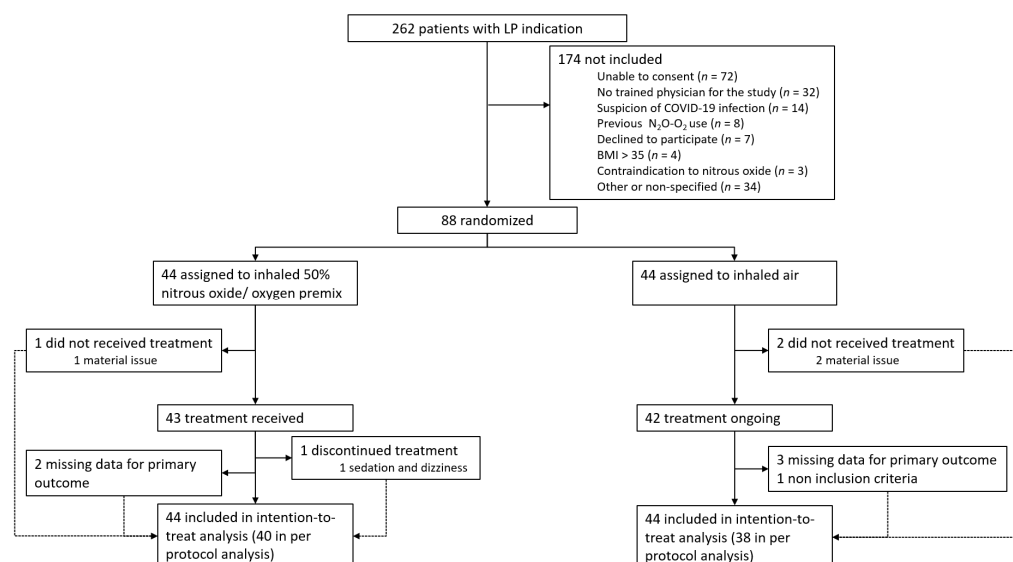 262 patients with LP indication
174 not included
Unable to consent (n = 72)
No trained physician for the study (n = 32)
Suspicion of COVID-19 infection (n = 14)
Previous N₂O-O₂ use (n = 8)
Declined to participate (n = 7)
BMI > 35 (n = 4)
Contraindication to nitrous oxide (n = 3)
Other or non-specified (n = 34)
88 randomized
44 assigned to inhaled 50%
nitrous oxide/ oxygen premix
44 assigned to inhaled air
1 did not received treatment
1 material issue
2 did not received treatment
2 material issue
43 treatment received
42 treatment ongoing
1 discontinued treatment
1 sedation and dizziness
2 missing data for primary
outcome
3 missing data for primary outcome
1 non inclusion criteria
44 included in intention-to-
treat analysis (40 in per
protocol analysis)
44 included in intention-to-
treat analysis (38 in per
protocol analysis)